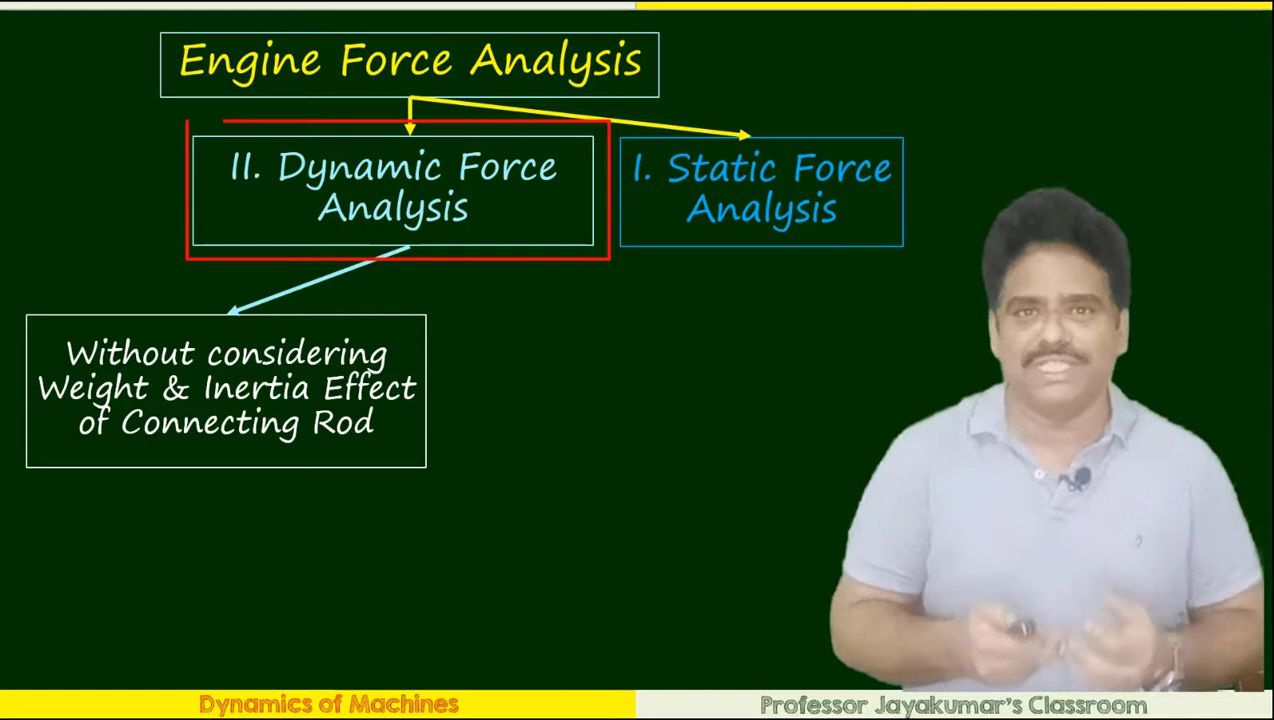 Engine Force Analysis
II. Dynamic Force
Analysis
I. Static Force
Analysis
Without considering
Weight & Inertia Effect
of Connecting Rod
Dynamics of Machines
Professor Jayakumar's Classroom